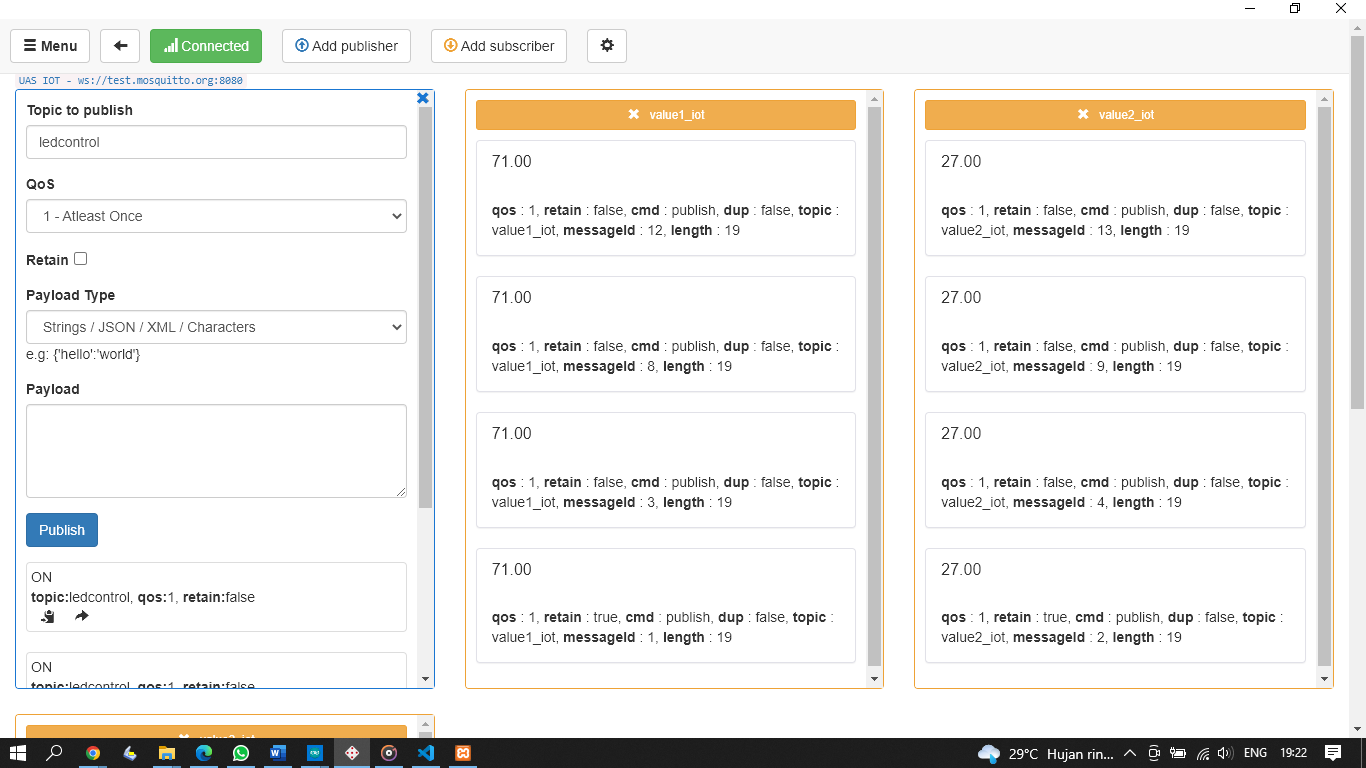 Menu
Connected
Add publisher
Add subscriber
UAS IOT - ws://test.mosquitto.org:8080
Topic to publish
ledcontrol
QoS
1 - Atleast Once
Retain
Payload Type
Strings / JSON / XML / Characters
e.g: {'hello':'world'}
Payload
Publish
ON
topic:ledcontrol, qos:1, retain:false
ON
topic:ledcontrol, qos:1, retain:false
value1_iot
71.00
qos : 1, retain : false, cmd : publish, dup : false, topic :
value1_iot, messageId : 12, length : 19
71.00
qos : 1, retain : false, cmd : publish, dup : false, topic :
value1_iot, messageId : 8, length : 19
71.00
qos : 1, retain : false, cmd : publish, dup : false, topic :
value1_iot, messageId : 3, length : 19
71.00
qos : 1, retain : true, cmd : publish, dup : false, topic :
value1_iot, messageId : 1, length : 19
value2_iot
27.00
qos : 1, retain : false, cmd : publish, dup : false, topic :
value2_iot, messageId : 13, length : 19
27.00
qos : 1, retain : false, cmd : publish, dup : false, topic :
value2_iot, messageId : 9, length : 19
27.00
qos : 1, retain : false, cmd : publish, dup : false, topic :
value2_iot, messageId : 4, length : 19
27.00
qos : 1, retain : true, cmd : publish, dup : false, topic :
value2_iot, messageId : 2, length : 19
29°C Hujan rin...
ENG
19:22